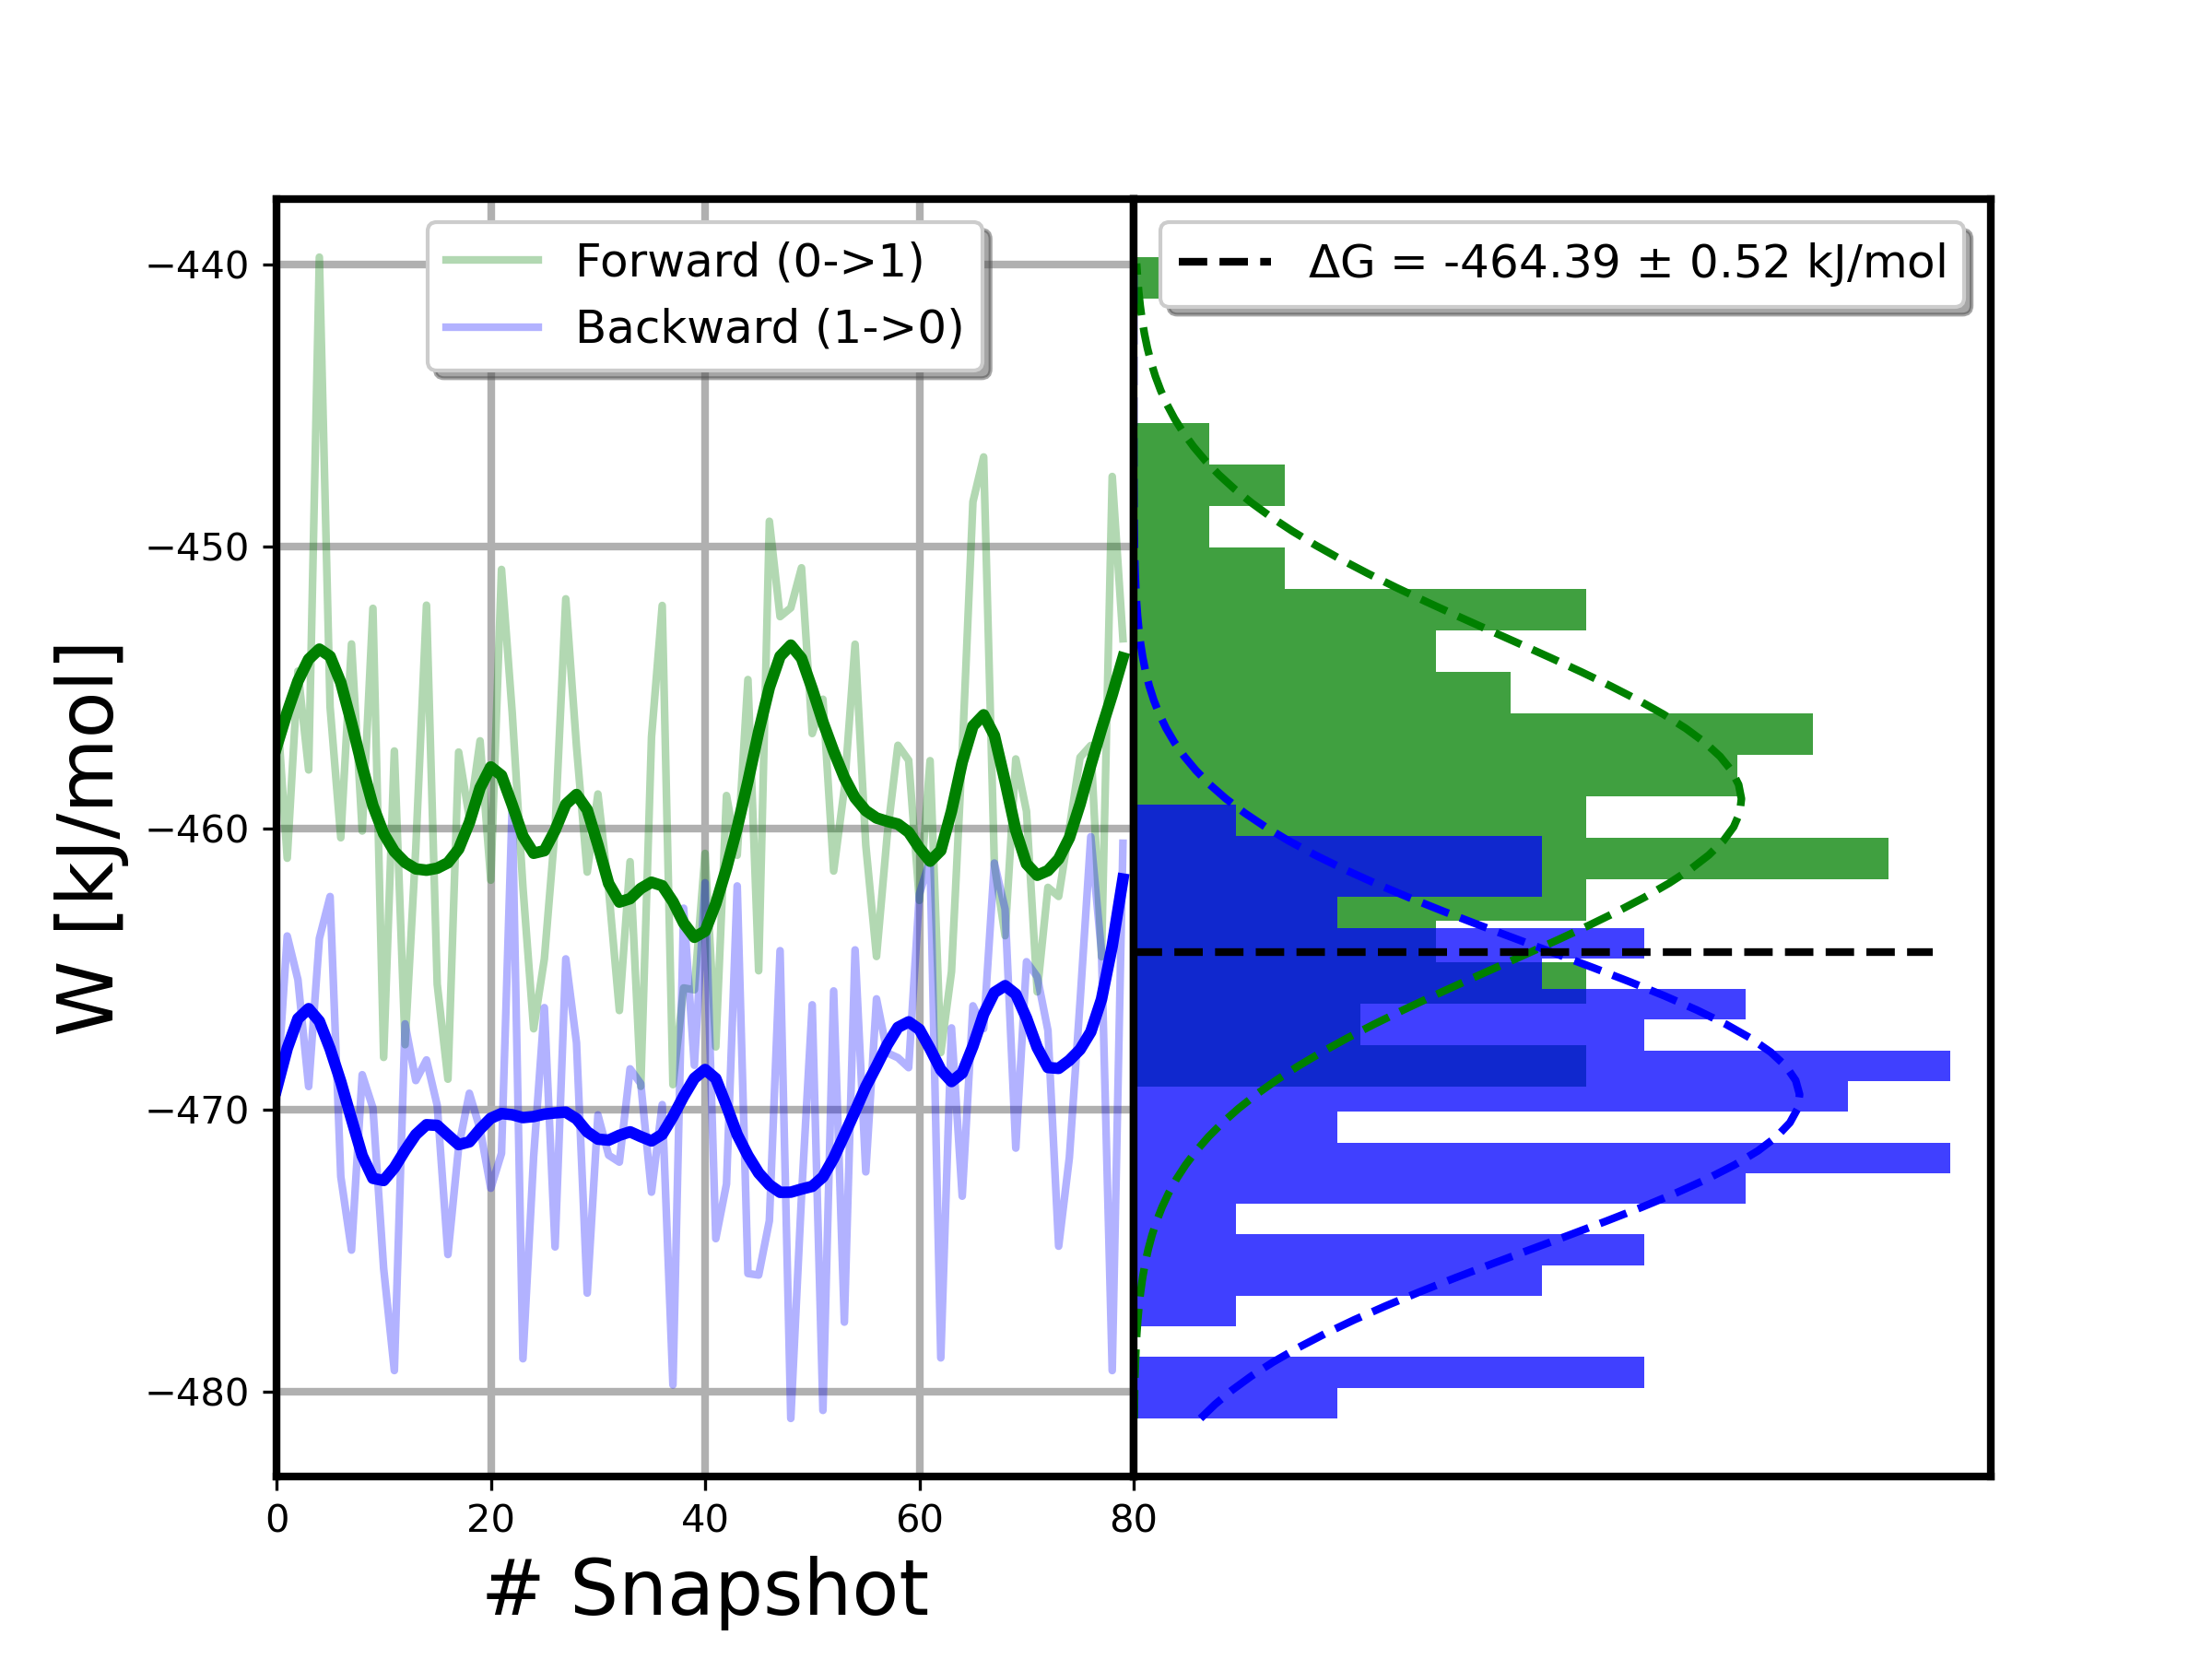 Forward (0->1)
Backward (1->0)
ΔG = -464.39 ± 0.52 kJ/mol
W [kJ/mol]
−440
−450
−460
−470
−480
0 20 40 60 80
# Snapshot